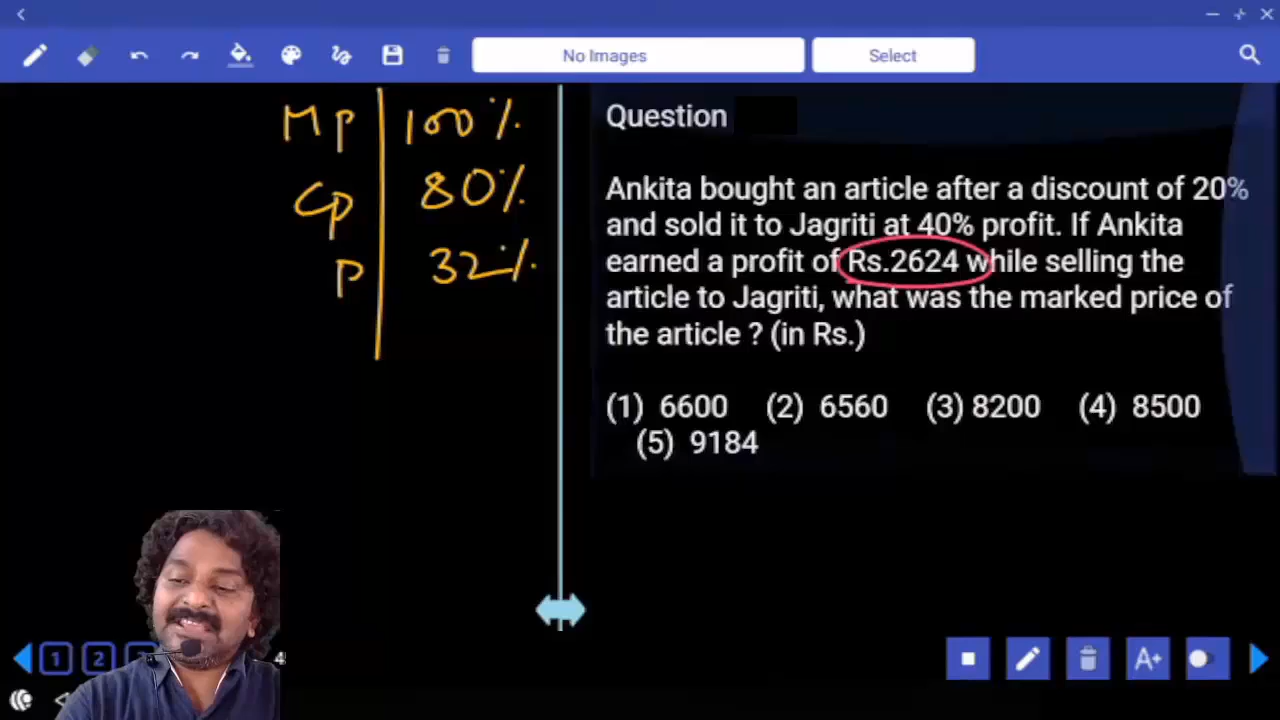 No Images
Select
Mp 100%
Cp 80%
P 32%
Question
Ankita bought an article after a discount of 20%
and sold it to Jagriti at 40% profit. If Ankita
earned a profit of Rs.2624 while selling the
article to Jagriti, what was the marked price of
the article ? (in Rs.)
(1) 6600 (2) 6560 (3) 8200 (4) 8500
(5) 9184
1 2
A+